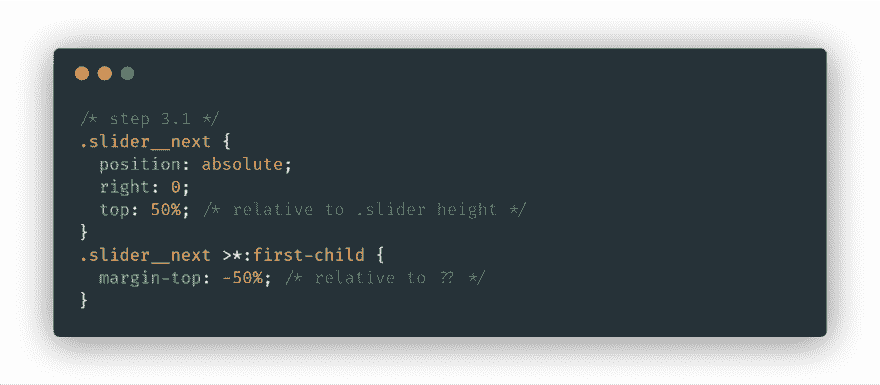 /* step 3.1 */
.slider__next {
position: absolute;
right: 0;
top: 50%; /* relative to .slider height */
}
.slider__next >*:first-child {
margin-top: -50%; /* relative to ?? */
}